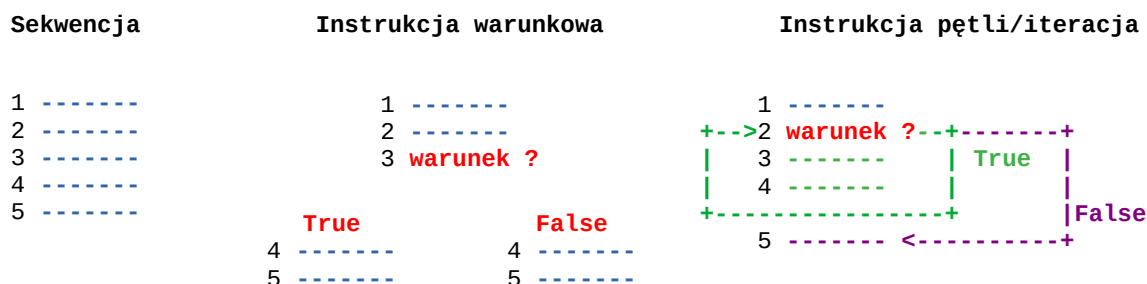 Sekwencja
1 -------
2 -------
3 -------
4 -------
5 -------
Instrukcja warunkowa
1 -------
2 -------
3 warunek ?
True
4 -------
5 -------
False
4 -------
5 -------
Instrukcja pętli/iteracja
1 -------
+-->2 warunek ?--+-------+
| 3 ------- | True |
| 4 ------- | |
+-----------------+ |False
5 ------- <----------+